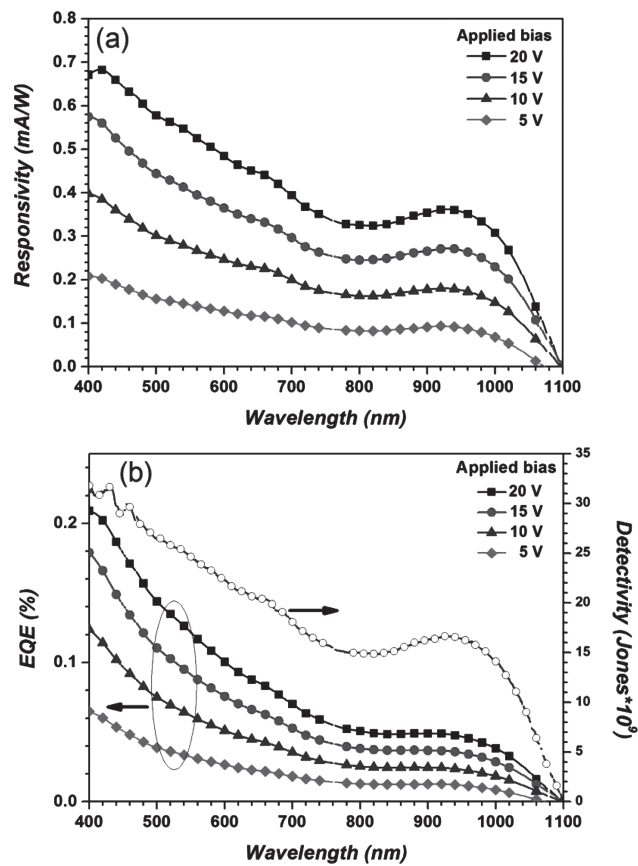 (a)
Applied bias
20 V
15 V
10 V
5 V
0.8
0.7
0.6
0.5
0.4
0.3
0.2
0.1
0.0
Responsivity (mA/W)
400 500 600 700 800 900 1000 1100
Wavelength (nm)
(b)
Applied bias
20 V
15 V
10 V
5 V
0.2
0.1
0.0
EQE (%)
35
30
25
20
15
10
5
0
Detectivity (Jones*10⁹)
400 500 600 700 800 900 1000 1100
Wavelength (nm)